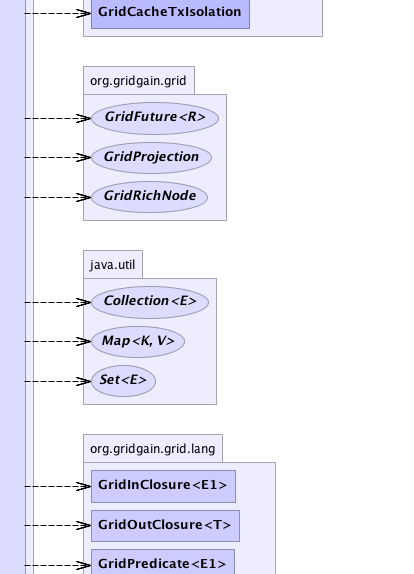 GridCacheTxIsolation
org.gridgain.grid
GridFuture<R>
GridProjection
GridRichNode
java.util
Collection<E>
Map<K, V>
Set<E>
org.gridgain.grid.lang
GridInClosure<E1>
GridOutClosure<T>
GridPredicate<E1>